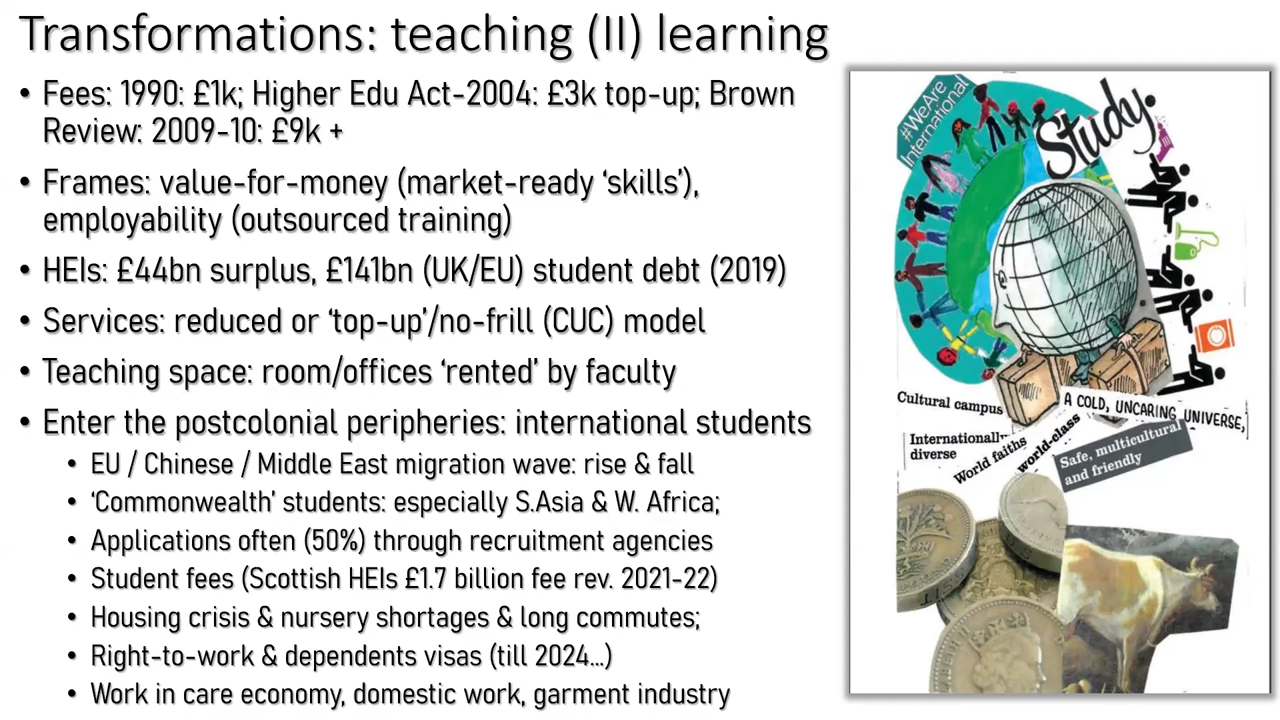 Transformations: teaching (II) learning
• Fees: 1990: £1k; Higher Edu Act-2004: £3k top-up; Brown
Review: 2009-10: £9k +
• Frames: value-for-money (market-ready ‘skills’),
employability (outsourced training)
• HEIs: £44bn surplus, £141bn (UK/EU) student debt (2019)
• Services: reduced or ‘top-up’/no-frill (CUC) model
• Teaching space: room/offices ‘rented’ by faculty
• Enter the postcolonial peripheries: international students
• EU / Chinese / Middle East migration wave: rise & fall
• ‘Commonwealth’ students: especially S.Asia & W. Africa;
• Applications often (50%) through recruitment agencies
• Student fees (Scottish HEIs £1.7 billion fee rev. 2021-22)
• Housing crisis & nursery shortages & long commutes;
• Right-to-work & dependents visas (till 2024…)
• Work in care economy, domestic work, garment industry
#WeAre
International
Study.
Cultural campus
A COLD, UNCARING UNIVERSE,
Internationally
diverse
World faiths
world-class
Safe, multicultural
and friendly